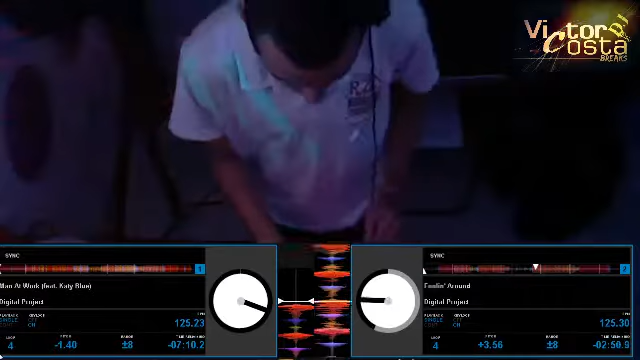 Victor
DJ
Costa
BREAKS
SYNC
1
Man At Work (feat. Katy Blue)
Digital Project
125.23
LOOP
4
-1.40
±8
-07:10.2
SYNC
2
Foolin' Around
Digital Project
125.30
LOOP
4
+3.56
±8
-02:50.9